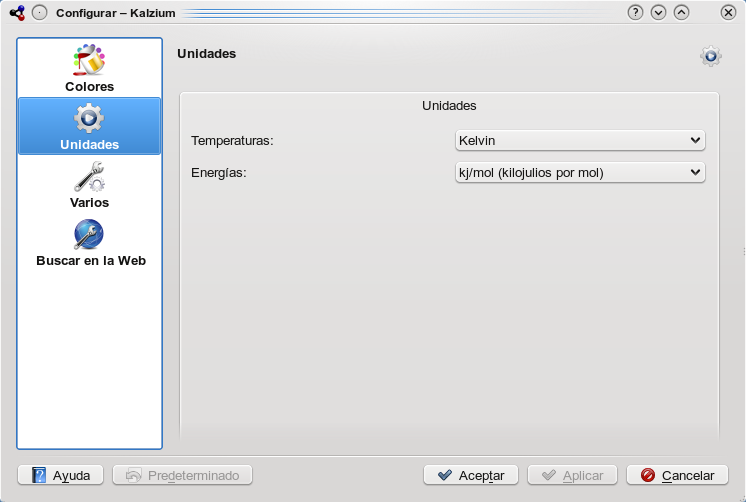 Configurar – Kalzium
Colores
Unidades
Varios
Buscar en la Web
Unidades
Unidades
Temperaturas:
Kelvin
Energías:
kj/mol (kilojulios por mol)
Ayuda
Predeterminado
Aceptar
Aplicar
Cancelar